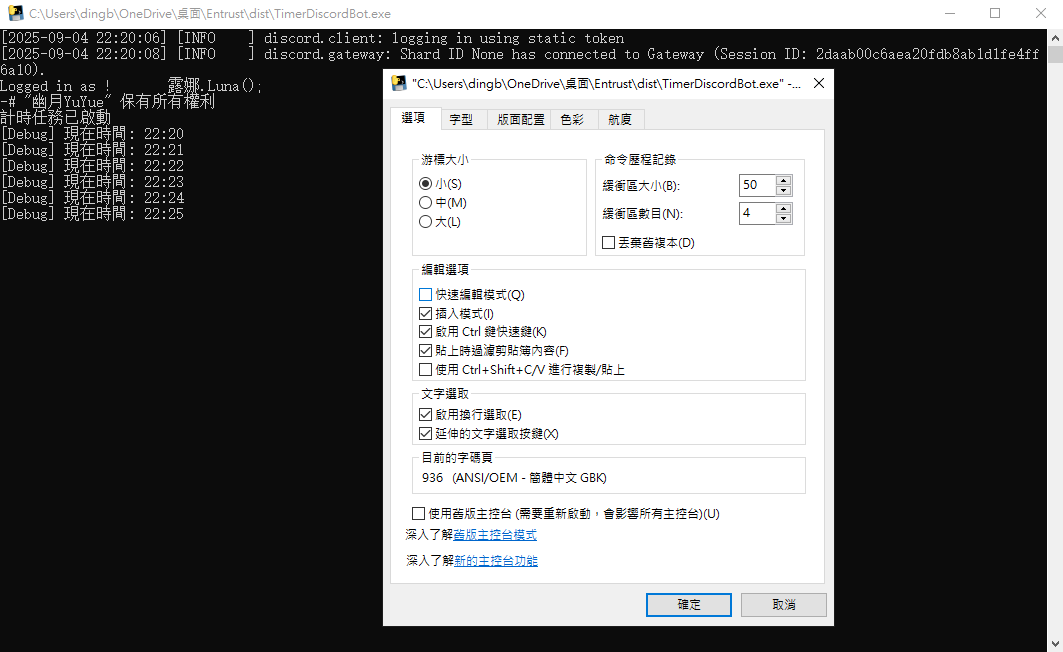 C:\Users\dingb\OneDrive\桌面\Entrust\dist\TimerDiscordBot.exe
[2025-09-04 22:20:06] [INFO    ] discord.client: logging in using static token
[2025-09-04 22:20:08] [INFO    ] discord.gateway: Shard ID None has connected to Gateway (Session ID: 2daab00c6aea20fdb8ab1d1fe4ff
6a10).
Logged in as !      露娜.Luna();
-# "幽月YuYue" 保有所有權利
計時任務已啟動
[Debug] 現在時間: 22:20
[Debug] 現在時間: 22:21
[Debug] 現在時間: 22:22
[Debug] 現在時間: 22:23
[Debug] 現在時間: 22:24
[Debug] 現在時間: 22:25
"C:\Users\dingb\OneDrive\桌面\Entrust\dist\TimerDiscordBot.exe" -...
選項 字型 版面配置 色彩 終端機
游標大小
小(S)
中(M)
大(L)
命令歷程記錄
緩衝區大小(B): 50
緩衝區數目(N): 4
丟棄舊複本(D)
編輯選項
快速編輯模式(Q)
插入模式(I)
啟用 Ctrl 鍵快速鍵(K)
貼上時過濾剪貼簿內容(F)
使用 Ctrl+Shift+C/V 進行複製/貼上
文字選取
啟用換行選取(E)
延伸的文字選取按鍵(X)
目前的字碼頁
936   (ANSI/OEM - 簡體中文 GBK)
使用舊版主控台 (需要重新啟動，會影響所有主控台)(U)
深入了解舊版主控台模式
深入了解新的主控台功能
確定 取消